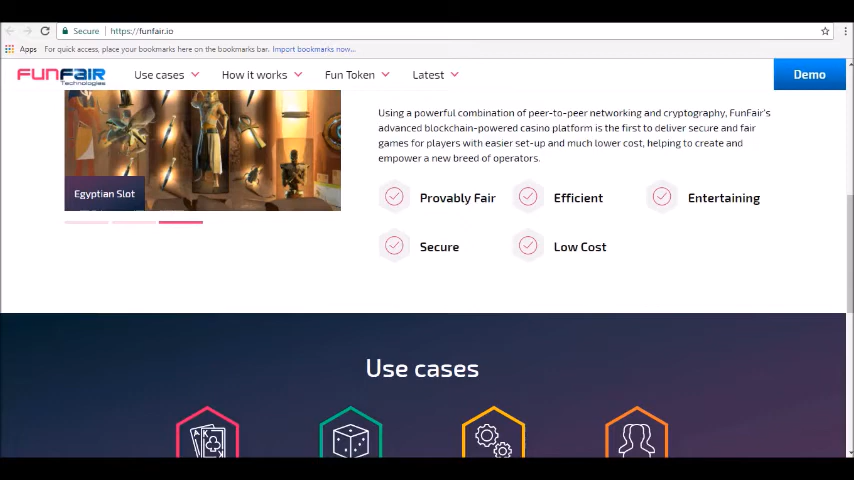 Secure https://funfair.io
Apps For quick access, place your bookmarks here on the bookmarks bar. Import bookmarks now...
FUNFAIR
Technologies
Use cases How it works Fun Token Latest Demo
Using a powerful combination of peer-to-peer networking and cryptography, FunFair's
advanced blockchain-powered casino platform is the first to deliver secure and fair
games for players with easier set-up and much lower cost, helping to create and
empower a new breed of operators.
Egyptian Slot
Provably Fair Efficient Entertaining
Secure Low Cost
Use cases
A K